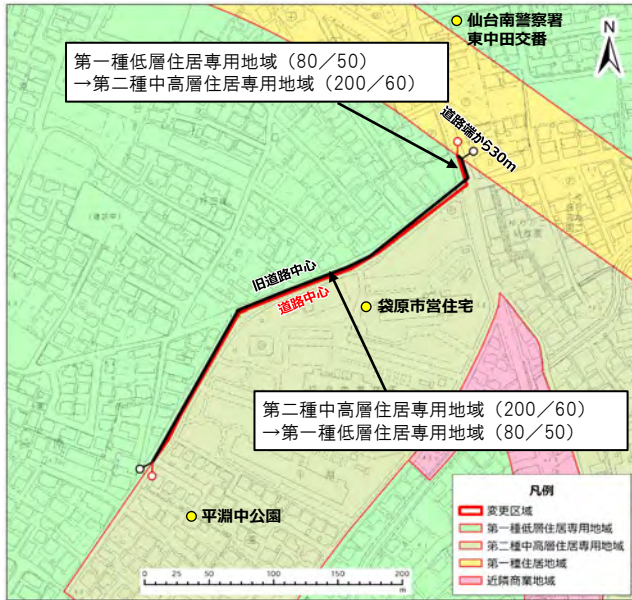 仙台南警察署
東中田交番
N
第一種低層住居専用地域（80／50）
→第二種中高層住居専用地域（200／60）
道路端から30m
旧道路中心
道路中心
袋原市営住宅
第二種中高層住居専用地域（200／60）
→第一種低層住居専用地域（80／50）
平淵中公園
凡例
変更区域
第一種低層住居専用地域
第二種中高層住居専用地域
第一種住居地域
近隣商業地域
0 25 50 100 150 200
m